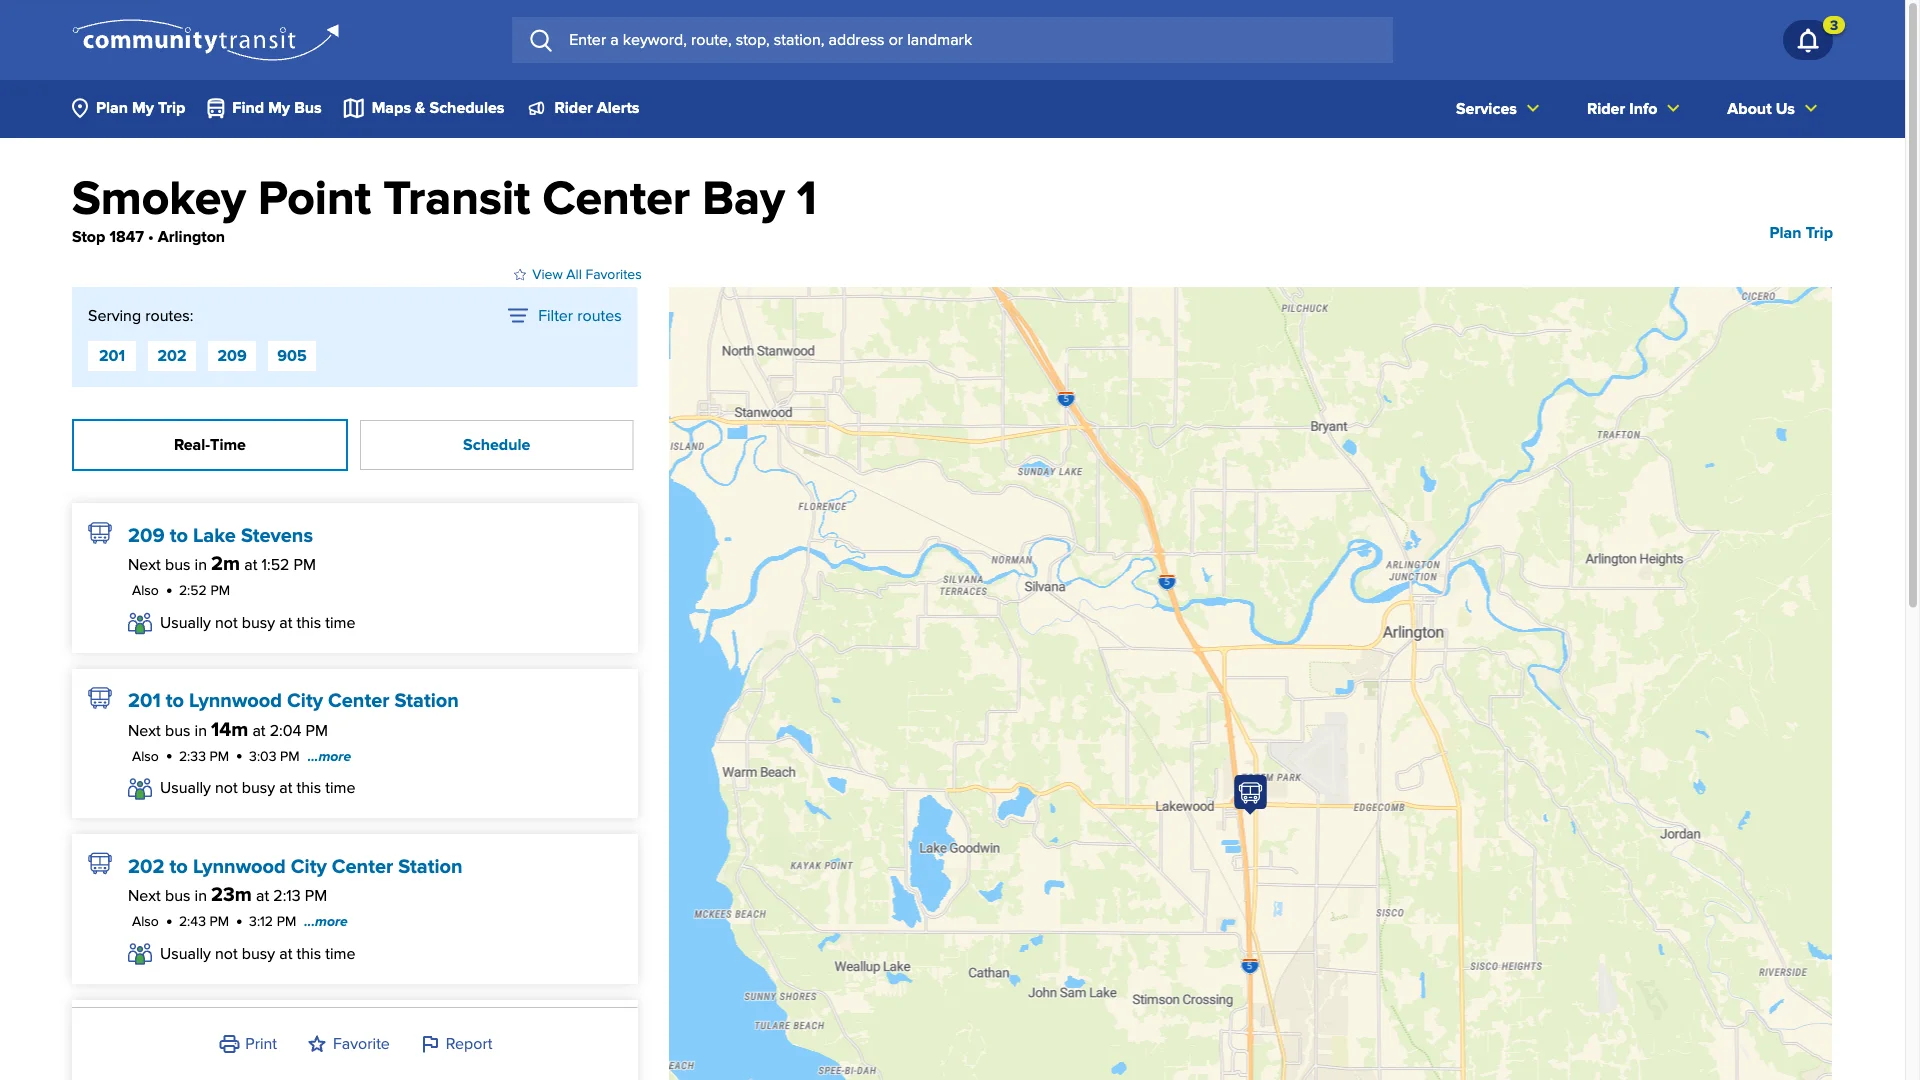 communitytransit
Enter a keyword, route, stop, station, address or landmark
3
Plan My Trip
Find My Bus
Maps & Schedules
Rider Alerts
Services
Rider Info
About Us
Smokey Point Transit Center Bay 1
Stop 1847 • Arlington
Plan Trip
View All Favorites
Serving routes:
Filter routes
201
202
209
905
Real-Time
Schedule
209 to Lake Stevens
Next bus in 2m at 1:52 PM
Also • 2:52 PM
Usually not busy at this time
201 to Lynnwood City Center Station
Next bus in 14m at 2:04 PM
Also • 2:33 PM • 3:03 PM ...more
Usually not busy at this time
202 to Lynnwood City Center Station
Next bus in 23m at 2:13 PM
Also • 2:43 PM • 3:12 PM ...more
Usually not busy at this time
Print
Favorite
Report
CICERO
PILCHUCK
North Stanwood
5
Stanwood
Bryant
TRAFTON
ISLAND
SUNDAY LAKE
FLORENCE
NORMAN
Arlington Heights
ARLINGTON
JUNCTION
SILVANA
TERRACES
Silvana
5
Arlington
Warm Beach
PARK
Lakewood
EDGECOMB
Jordan
Lake Goodwin
KAYAK POINT
MCKEES BEACH
SISCO
Weallup Lake
Cathan
5
SISCO HEIGHTS
RIVERSIDE
John Sam Lake
Stimson Crossing
SUNNY SHORES
TULARE BEACH
EACH
SPEE-BI-DAH